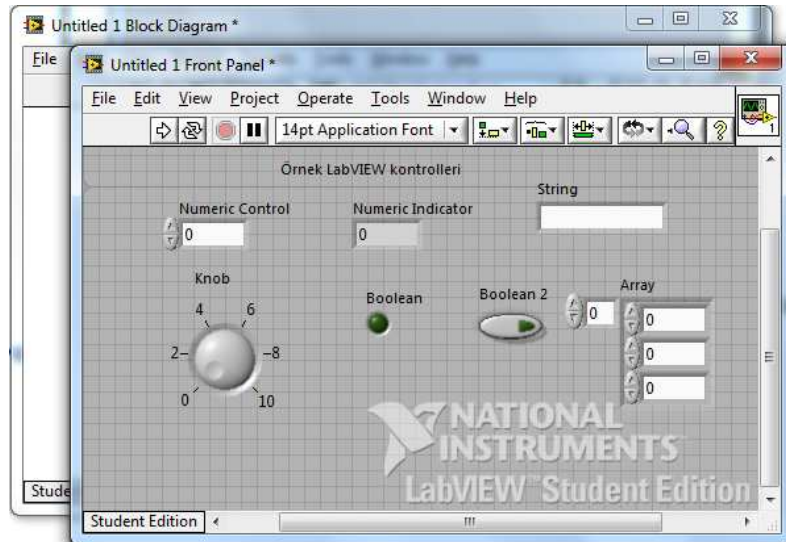 Untitled 1 Block Diagram *
File
Untitled 1 Front Panel *
File Edit View Project Operate Tools Window Help
14pt Application Font
1
Örnek LabVIEW kontrolleri
String
Numeric Control
Numeric Indicator
0
0
Knob
Boolean
Boolean 2
Array
0
0
0
0
4
6
2
8
0
10
NATIONAL
INSTRUMENTS
LabVIEW™ Student Edition
Stude
Student Edition